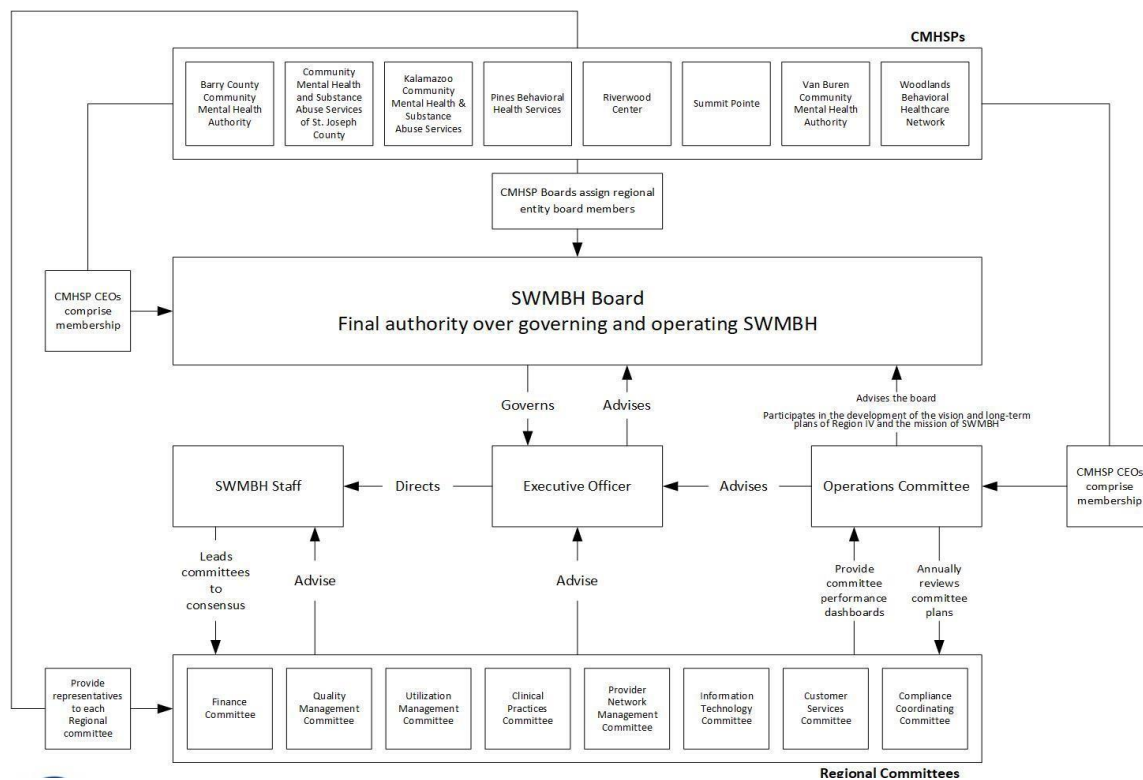 CMHSPs
Barry County
Community
Mental Health
Authority
Community
Mental Health
and Substance
Abuse Services
of St. Joseph
County
Kalamazoo
Community
Mental Health &
Substance
Abuse Services
Pines Behavioral
Health Services
Riverwood
Center
Summit Pointe
Van Buren
Community
Mental Health
Authority
Woodlands
Behavioral
Healthcare
Network
CMHSP Boards assign regional
entity board members
CMHSP CEOs
comprise
membership
SWMBH Board
Final authority over governing and operating SWMBH
Governs
Advises
Advises the board
Participates in the development of the vision and long-term
plans of Region IV and the mission of SWMBH
SWMBH Staff
Directs
Executive Officer
Advises
Operations Committee
CMHSP CEOs
comprise
membership
Leads
committees
to
consensus
Advise
Advise
Provide
committee
performance
dashboards
Annually
reviews
committee
plans
Provide
representatives
to each
Regional
committee
Finance
Committee
Quality
Management
Committee
Utilization
Management
Committee
Clinical
Practices
Committee
Provider
Network
Management
Committee
Information
Technology
Committee
Customer
Services
Committee
Compliance
Coordinating
Committee
Regional Committees